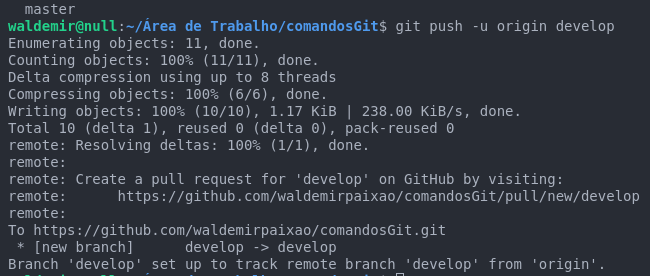 master
waldemir@null:~/Área de Trabalho/comandosGit$ git push -u origin develop
Enumerating objects: 11, done.
Counting objects: 100% (11/11), done.
Delta compression using up to 8 threads
Compressing objects: 100% (6/6), done.
Writing objects: 100% (10/10), 1.17 KiB | 238.00 KiB/s, done.
Total 10 (delta 1), reused 0 (delta 0), pack-reused 0
remote: Resolving deltas: 100% (1/1), done.
remote:
remote: Create a pull request for 'develop' on GitHub by visiting:
remote:      https://github.com/waldemirpaixao/comandosGit/pull/new/develop
remote:
To https://github.com/waldemirpaixao/comandosGit.git
 * [new branch]      develop -> develop
Branch 'develop' set up to track remote branch 'develop' from 'origin'.